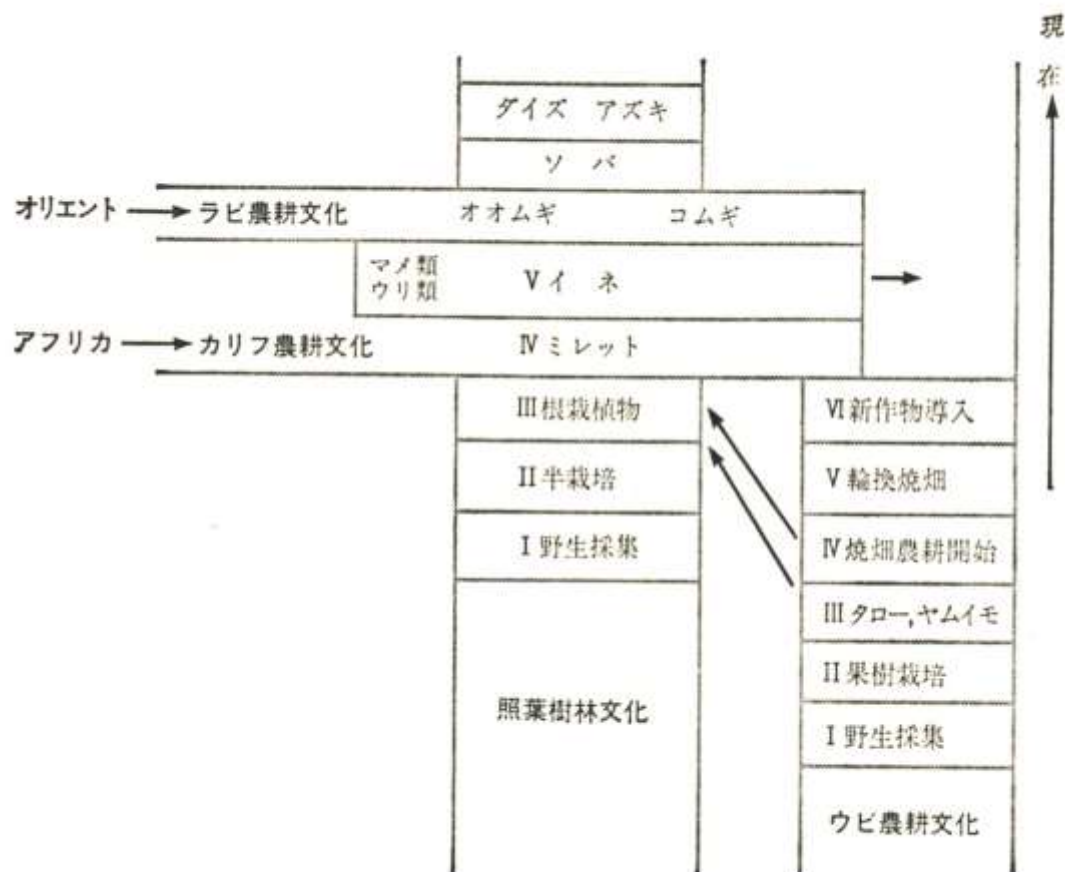 現在
ダイズ アズキ
ソバ
オリエント
ラビ農耕文化
オオムギ
コムギ
マメ類
ウリ類
Vイネ
アフリカ
カリフ農耕文化
Ⅳミレット
Ⅲ根栽植物
Ⅱ半栽培
Ⅰ野生採集
照葉樹林文化
Ⅵ新作物導入
Ⅴ輪換焼畑
Ⅳ焼畑農耕開始
Ⅲタロー,ヤムイモ
Ⅱ果樹栽培
Ⅰ野生採集
ウビ農耕文化